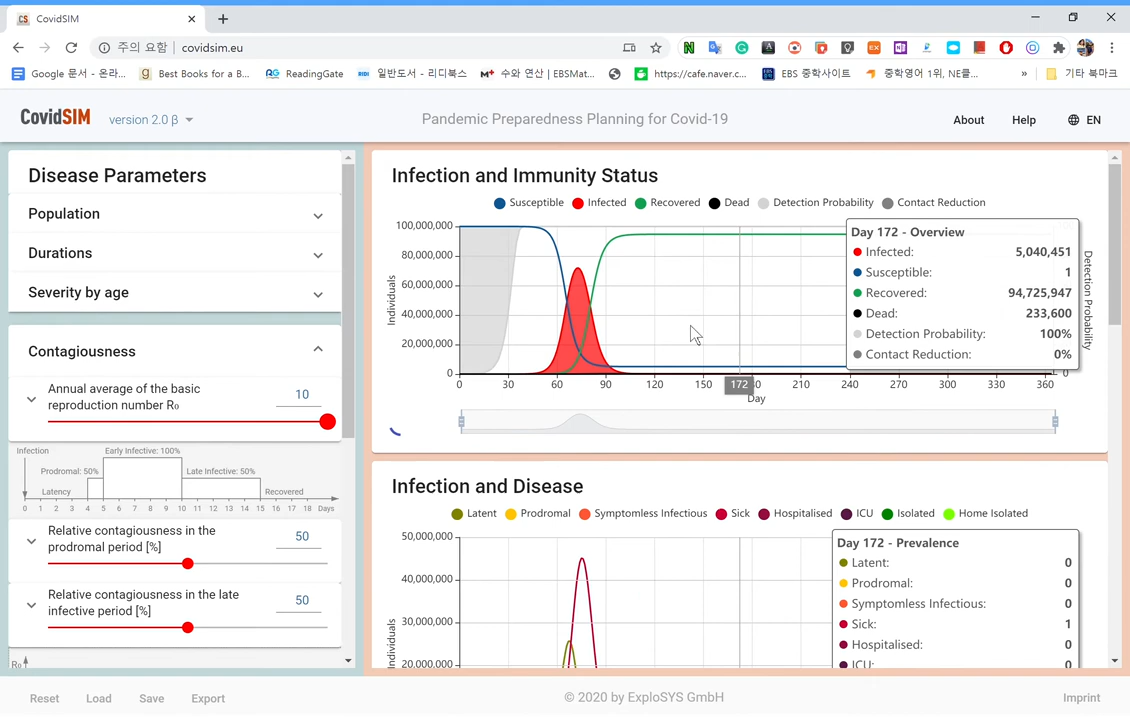 CovidSIM
주의 요함
covidsim.eu
Google 문서 - 온라...
Best Books for a B...
ReadingGate
일반도서 - 리디북스
수와 연산 | EBSMat...
https://cafe.naver.c...
EBS 중학사이트
중학영어 1위, NE클...
»
기타 북마크
CovidSIM
version 2.0 β
Pandemic Preparedness Planning for Covid-19
About
Help
EN
Disease Parameters
Population
Durations
Severity by age
Contagiousness
Annual average of the basic
reproduction number R₀
10
Infection
Early Infective: 100%
Prodromal: 50%
Late Infective: 50%
Latency
Recovered
0 1 2 3 4 5 6 7 8 9 10 11 12 13 14 15 16 17 18 Days
Relative contagiousness in the
prodromal period [%]
50
Relative contagiousness in the late
infective period [%]
50
R₀
Infection and Immunity Status
Susceptible Infected Recovered Dead Detection Probability Contact Reduction
100,000,000
80,000,000
60,000,000
40,000,000
20,000,000
0
Individuals
0 30 60 90 120 150 172 210 240 270 300 330 360
Day
Detection Probability
0
Day 172 - Overview
Infected: 5,040,451
Susceptible: 1
Recovered: 94,725,947
Dead: 233,600
Detection Probability: 100%
Contact Reduction: 0%
Infection and Disease
Latent Prodromal Symptomless Infectious Sick Hospitalised ICU Isolated Home Isolated
50,000,000
40,000,000
30,000,000
20,000,000
Individuals
Day 172 - Prevalence
Latent: 0
Prodromal: 0
Symptomless Infectious: 0
Sick: 1
Hospitalised: 0
ICU: 0
Reset
Load
Save
Export
© 2020 by ExploSYS GmbH
Imprint